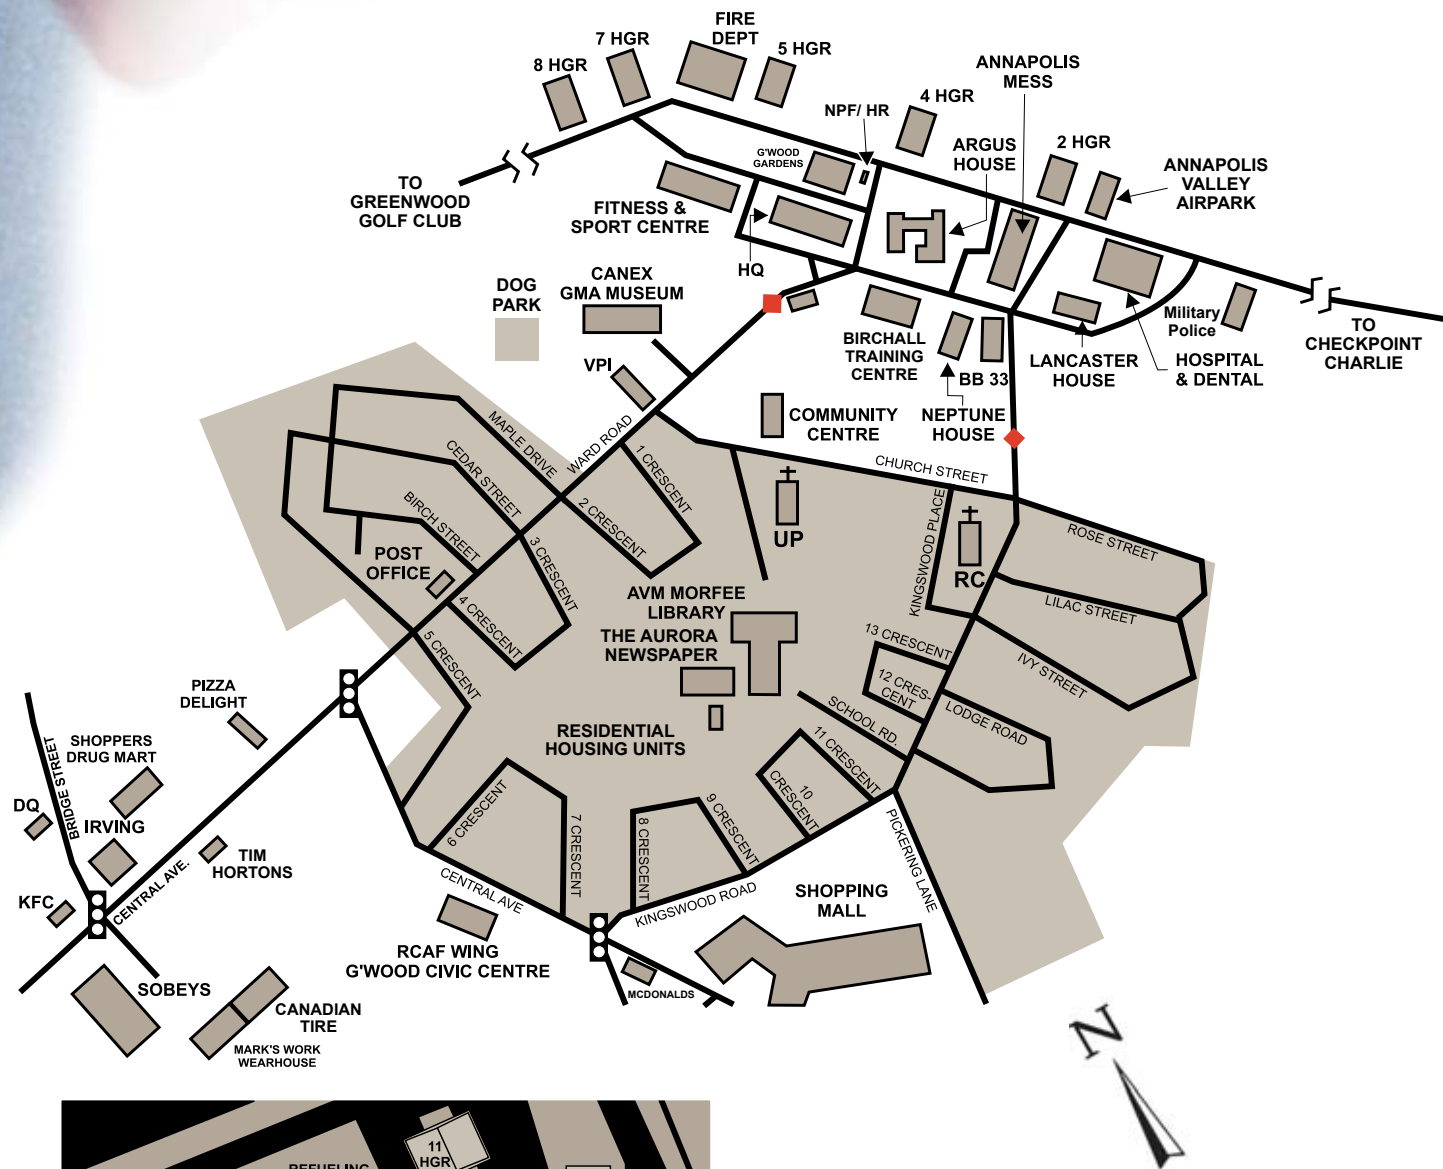 FIRE
DEPT
7 HGR
5 HGR
8 HGR
ANNAPOLIS
MESS
NPF/ HR
4 HGR
ARGUS
HOUSE
2 HGR
G'WOOD
GARDENS
ANNAPOLIS
VALLEY
AIRPARK
TO
GREENWOOD
GOLF CLUB
FITNESS &
SPORT CENTRE
HQ
DOG
PARK
CANEX
GMA MUSEUM
Military
Police
TO
CHECKPOINT
CHARLIE
BIRCHALL
TRAINING
CENTRE
BB 33
LANCASTER
HOUSE
HOSPITAL
& DENTAL
VPI
NEPTUNE
HOUSE
COMMUNITY
CENTRE
MAPLE DRIVE
WARD ROAD
1 CRESCENT
CEDAR STREET
CHURCH STREET
2 CRESCENT
BIRCH STREET
KINGSWOOD PLACE
ROSE STREET
UP
3 CRESCENT
POST
OFFICE
RC
AVM MORFEE
LIBRARY
LILAC STREET
4 CRESCENT
THE AURORA
NEWSPAPER
13 CRESCENT
5 CRESCENT
IVY STREET
12 CRES-
CENT
PIZZA
DELIGHT
SCHOOL RD.
LODGE ROAD
RESIDENTIAL
HOUSING UNITS
11 CRESCENT
SHOPPERS
DRUG MART
BRIDGE STREET
10
CRESCENT
DQ
IRVING
6 CRESCENT
7 CRESCENT
8 CRESCENT
9 CRESCENT
PICKERING LANE
TIM
HORTONS
CENTRAL AVE.
KFC
CENTRAL AVE
KINGSWOOD ROAD
SHOPPING
MALL
RCAF WING
G'WOOD CIVIC CENTRE
SOBEYS
MCDONALDS
CANADIAN
TIRE
MARK'S WORK
WEARHOUSE
N
11
HGR
REFUELING